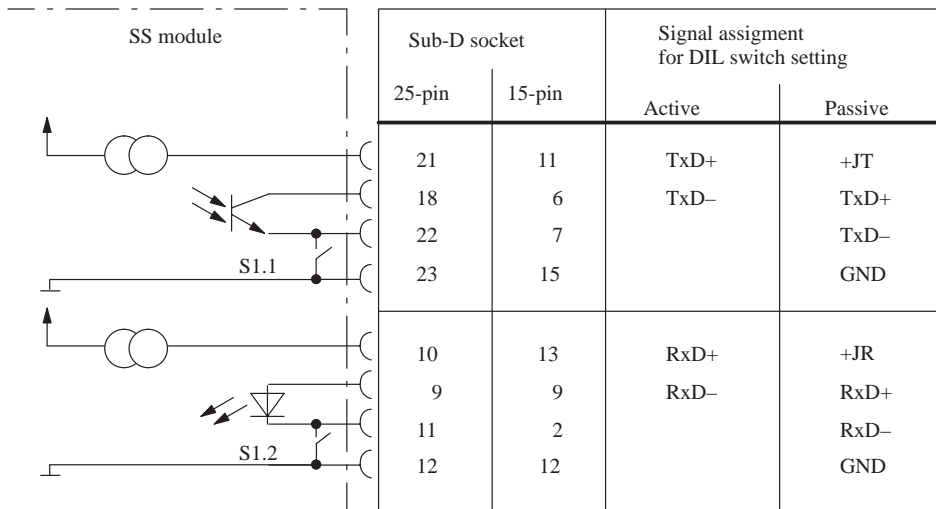 SS module
Sub-D socket
Signal assigment
for DIL switch setting
25-pin 15-pin Active Passive
21 11 TxD+ +JT
18 6 TxD– TxD+
22 7 TxD–
S1.1 23 15 GND
10 13 RxD+ +JR
9 9 RxD– RxD+
11 2 RxD–
S1.2 12 12 GND